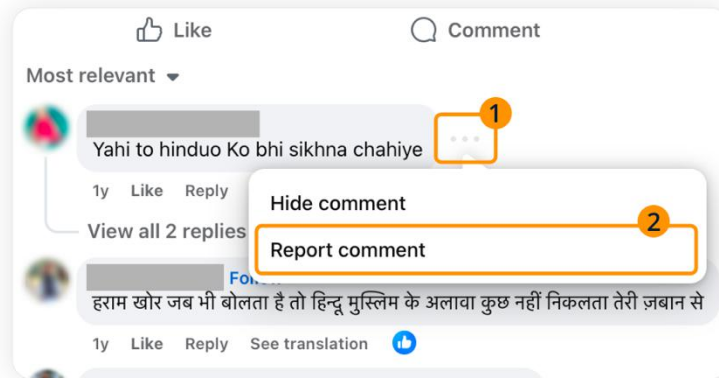 Like Comment
Most relevant
1
Yahi to hinduo Ko bhi sikhna chahiye
1y Like Reply
Hide comment
View all 2 replies
2
Report comment
हराम खोर जब भी बोलता है तो हिन्दू मुस्लिम के अलावा कुछ नहीं निकलता तेरी ज़बान से
1y Like Reply See translation